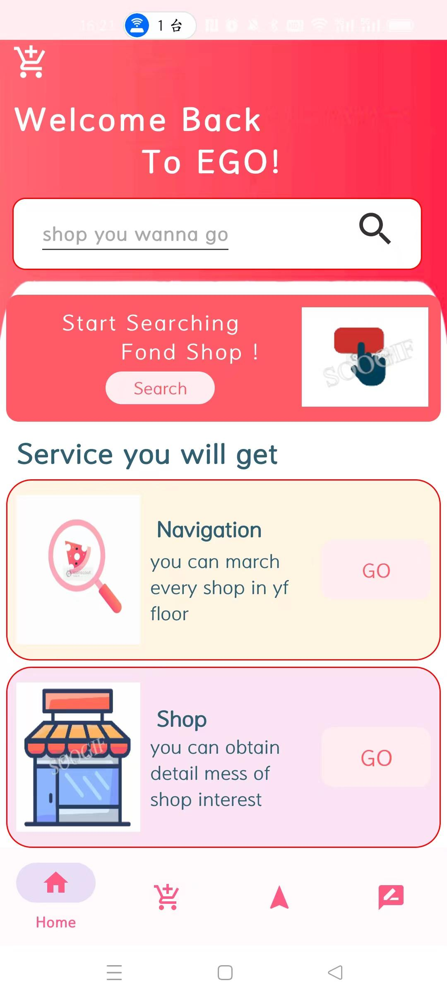 16:21 1 台
Welcome Back
To EGO!
shop you wanna go
Start Searching
Fond Shop !
Search
SOOGIF
Service you will get
Navigation
you can march
every shop in yf
floor
GO
iconscout
Shop
you can obtain
detail mess of
shop interest
GO
SOOGIF
Home